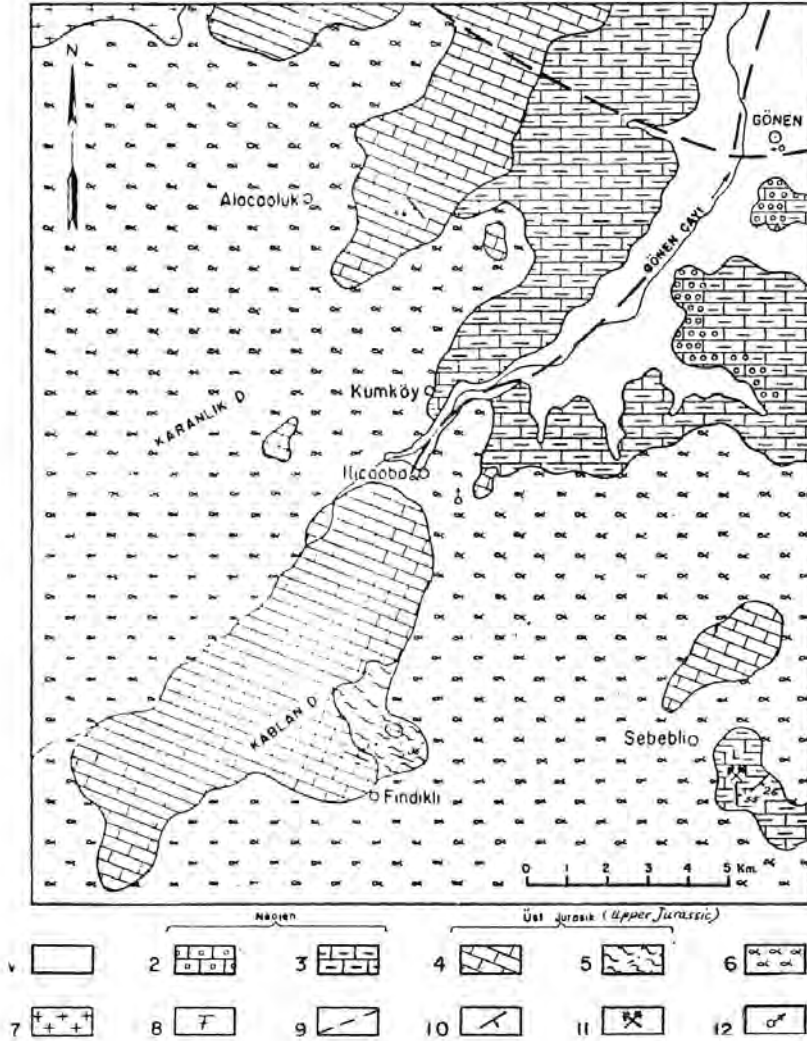 N
GÖNEN
Alacaoluk
GÖNEN ÇAYI
Kumköy
KARANLIK D
Ilıcaoba
KABLAN D
Sebebli
26
Fındıklı
0 1 2 3 4 5 Km.
Neojen
Üst Jurasik (Upper Jurassic)
2 3 4 5 6
7 8 9 10 11 12